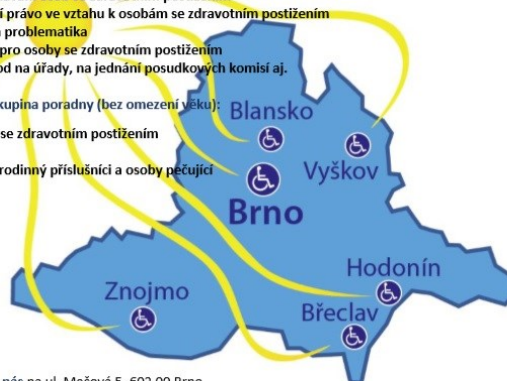 í právo ve vztahu k osobám se zdravotním postižením
problematika
pro osoby se zdravotním postižením
od na úřady, na jednání posudkových komisí aj.
kupina poradny (bez omezení věku):
se zdravotním postižením
rodinný příslušníci a osoby pečující
Blansko
Vyškov
Brno
Hodonín
Znojmo
Břeclav